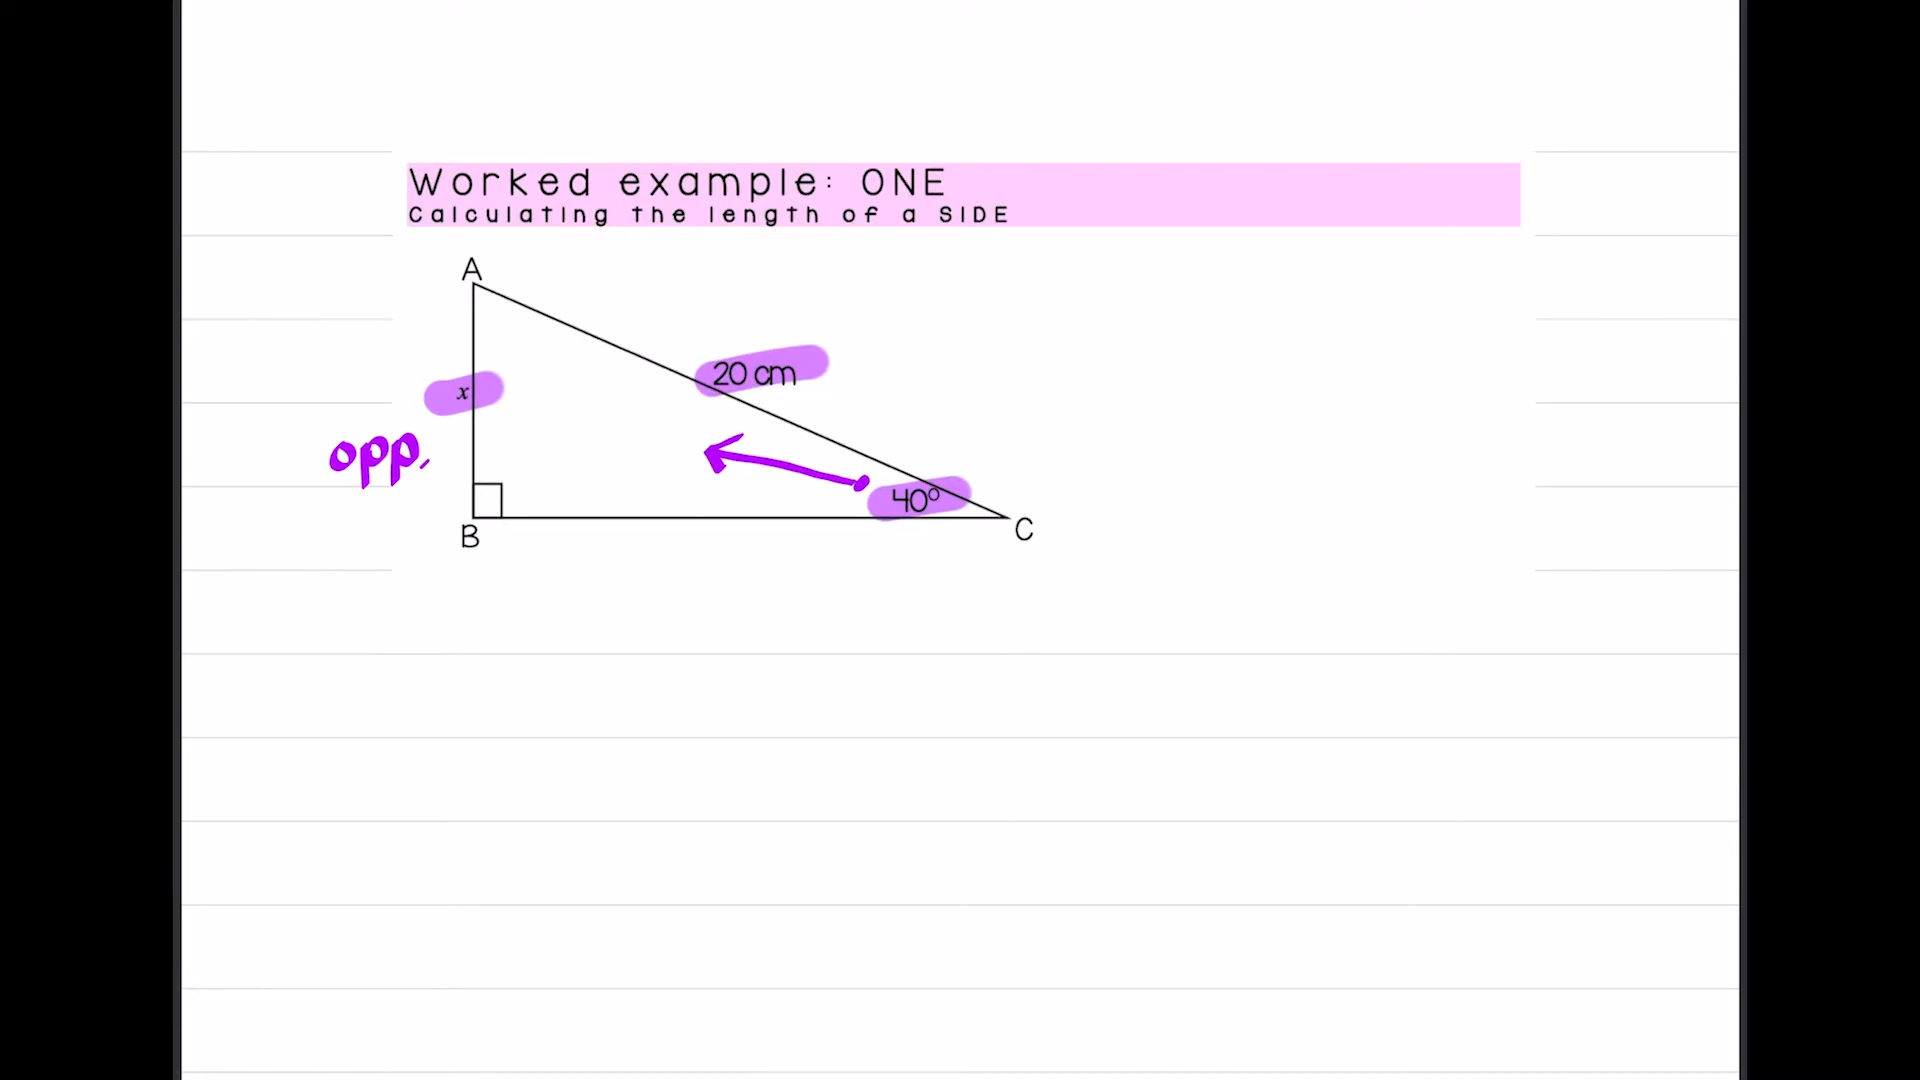 Worked example: ONE
Calculating the length of a SIDE
A
20 cm
x
opp.
40°
B
C